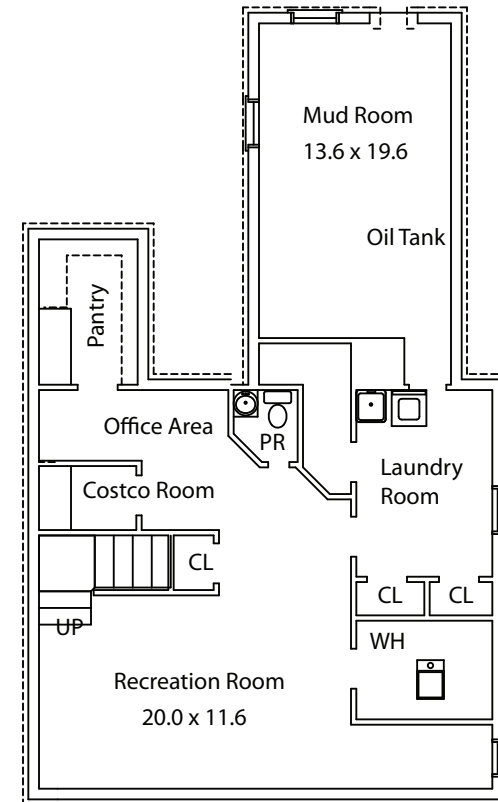 Mud Room
13.6 x 19.6
Oil Tank
Pantry
Office Area
PR
Laundry
Room
Costco Room
CL
CL
CL
UP
WH
Recreation Room
20.0 x 11.6